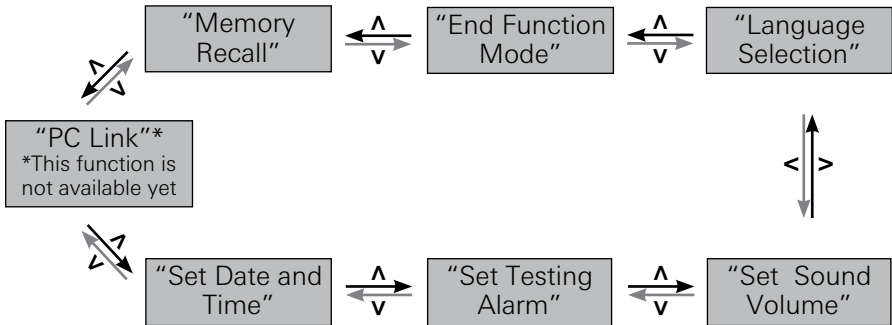 “Memory
Recall”
“End Function
Mode”
“Language
Selection”
“PC Link”*
*This function is
not available yet
“Set Date and
Time”
“Set Testing
Alarm”
“Set Sound
Volume”